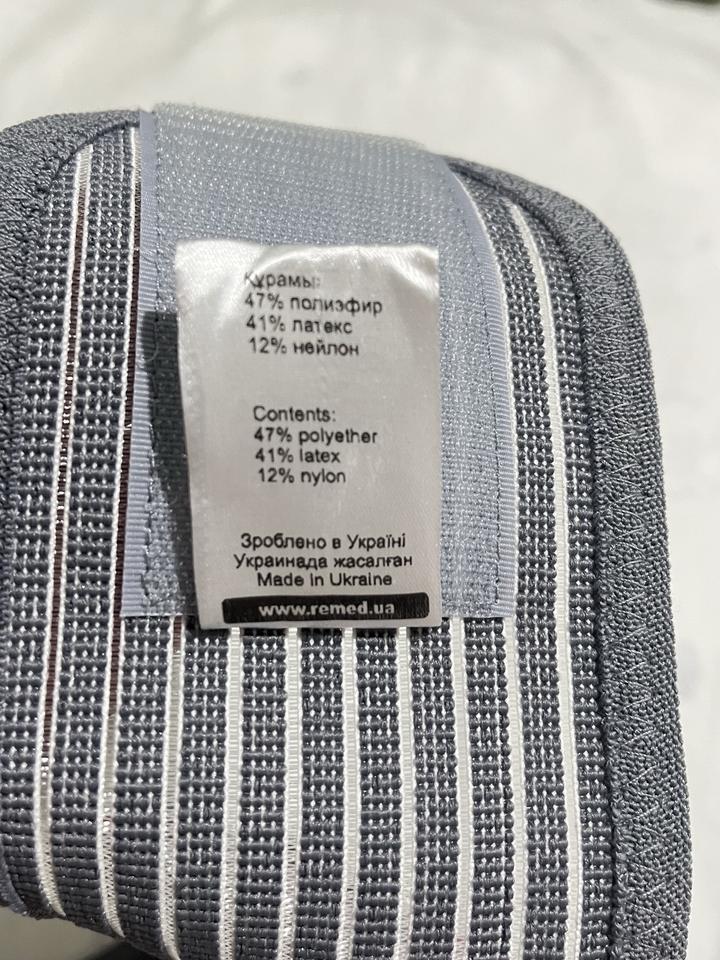 Құрамы:
47% полиэфир
41% латекс
12% нейлон
Contents:
47% polyether
41% latex
12% nylon
Зроблено в Україні
Украинада жасалған
Made in Ukraine
www.remed.ua